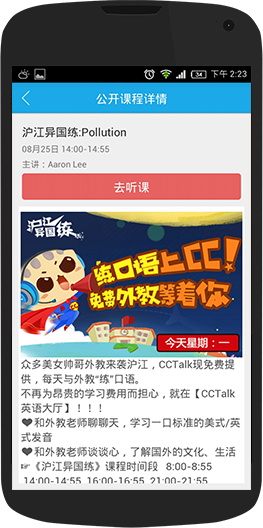 34 下午 2:23
公开课程详情
沪江异国练:Pollution
08月25日 14:00-14:55
主讲：Aaron Lee
去听课
沪江
异国练
练口语上CC!
免费外教等着你
今天星期：一
众多美女帅哥外教来袭沪江，CCTalk现免费提
供，每天与外教“练”口语。
不再为昂贵的学习费用而担心，就在【CCTalk
英语大厅】！！！
❤和外教老师聊聊天，学习一口标准的美式/英
式发音
❤和外教老师谈谈心，了解国外的文化、生活
☞《沪江异国练》课程时间段 8:00-8:55
14:00-14:55 16:00-16:55 21:00-21:55